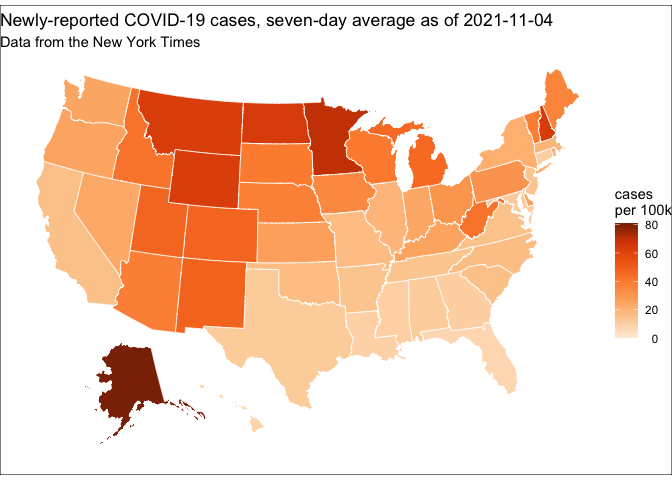 Newly-reported COVID-19 cases, seven-day average as of 2021-11-04
Data from the New York Times
cases
per 100k
80
60
40
20
0